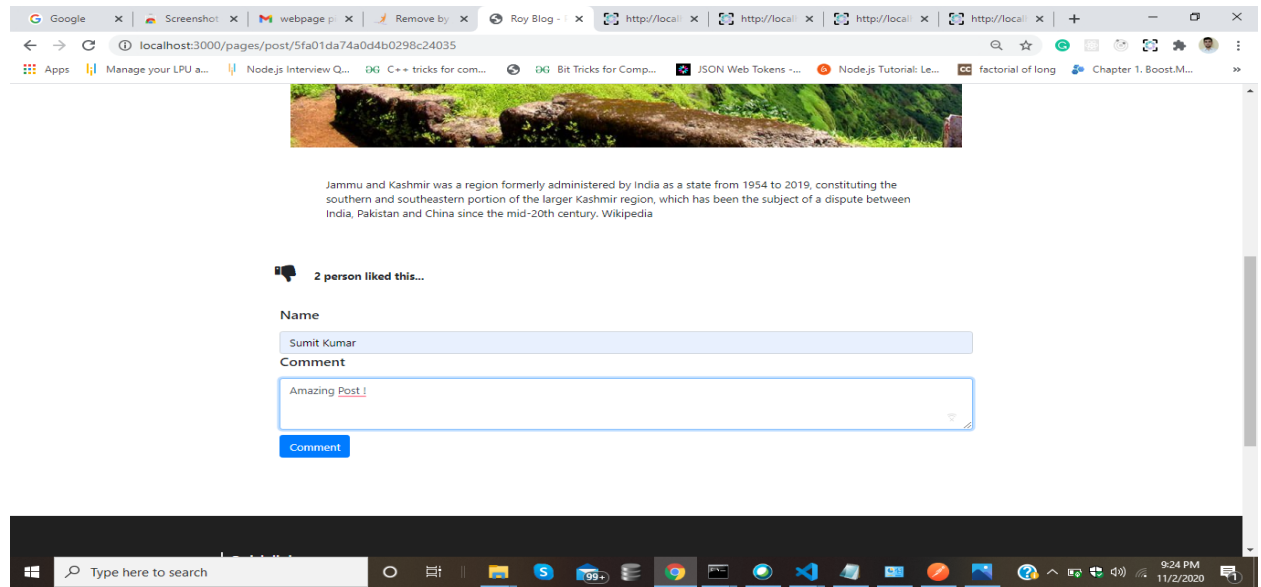 Google
Screenshot
webpage p
Remove by
Roy Blog -
http://locall
http://locall
http://locall
http://locall
localhost:3000/pages/post/5fa01da74a0d4b0298c24035
Apps
Manage your LPU a...
Node.js Interview Q...
C++ tricks for com...
Bit Tricks for Comp...
JSON Web Tokens -...
Node.js Tutorial: Le...
factorial of long
Chapter 1. Boost.M...
Jammu and Kashmir was a region formerly administered by India as a state from 1954 to 2019, constituting the
southern and southeastern portion of the larger Kashmir region, which has been the subject of a dispute between
India, Pakistan and China since the mid-20th century. Wikipedia
2 person liked this...
Name
Sumit Kumar
Comment
Amazing Post !
Comment
Type here to search
99+
9:24 PM
11/2/2020